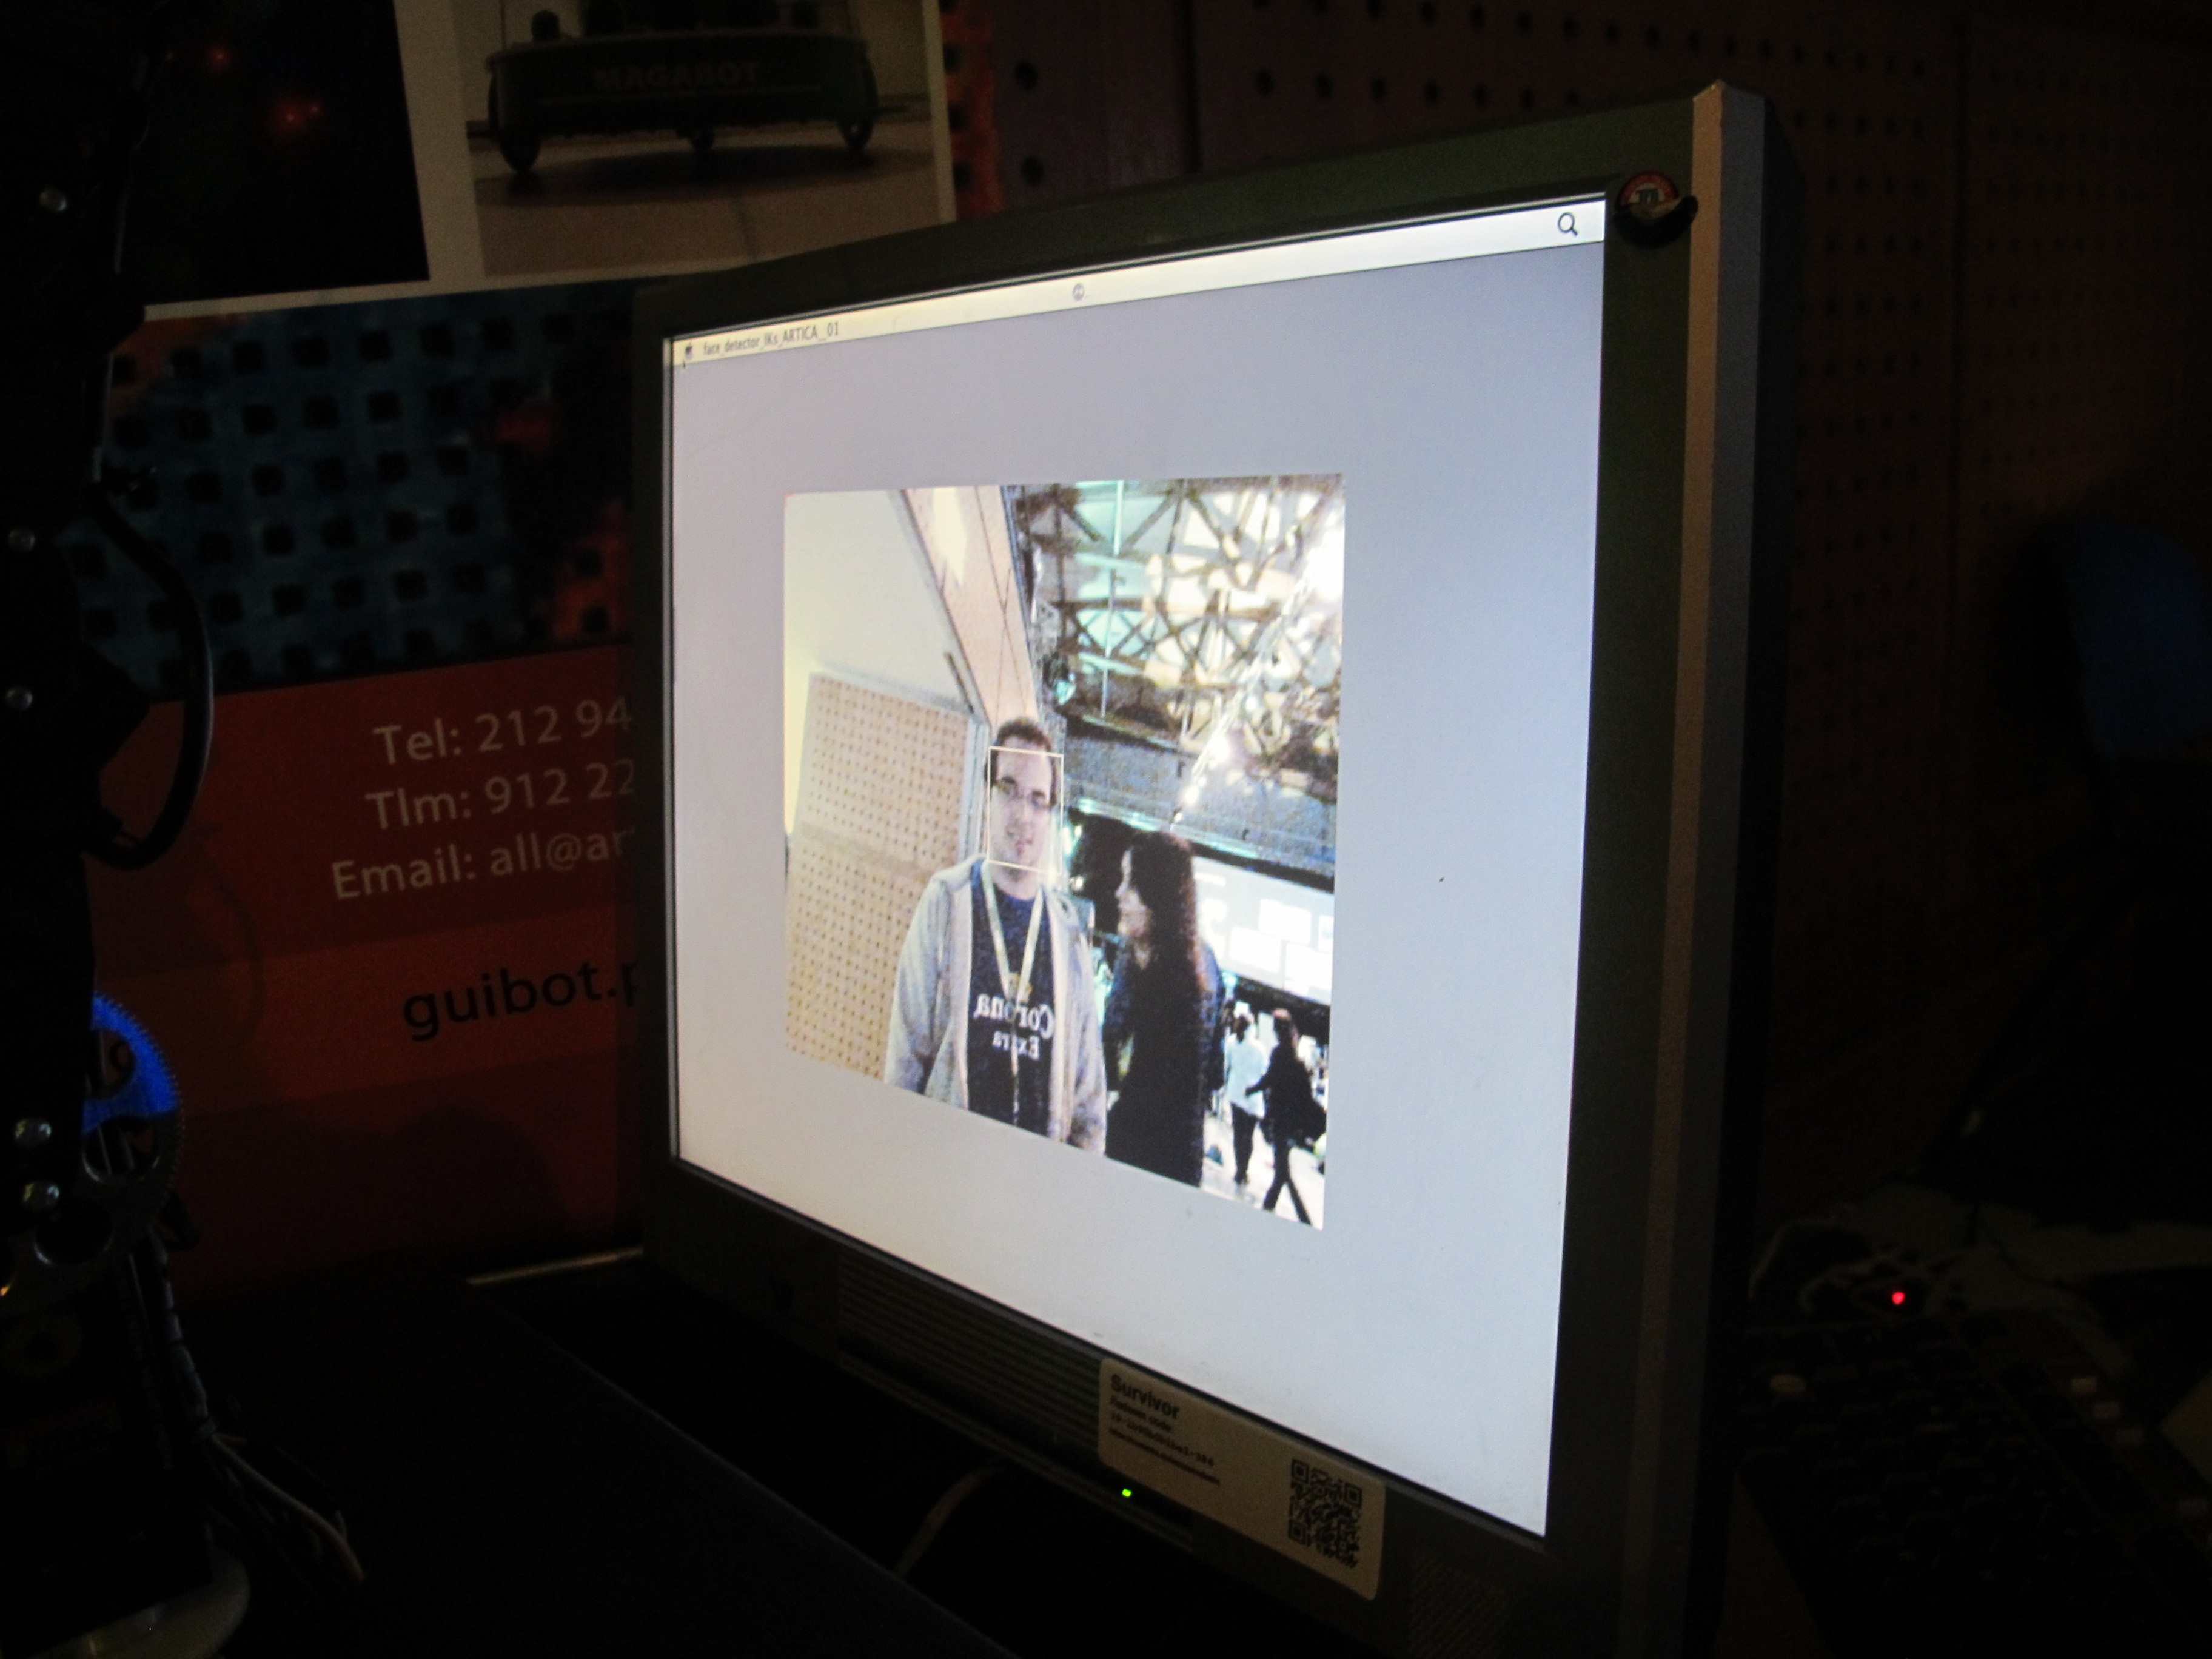 MAGABOT
face_detector_IKs_ARTICA_01
Tel: 212 94
Tlm: 912 22
Email: all@ar
guibot.p
Corona
Extra
Survivor